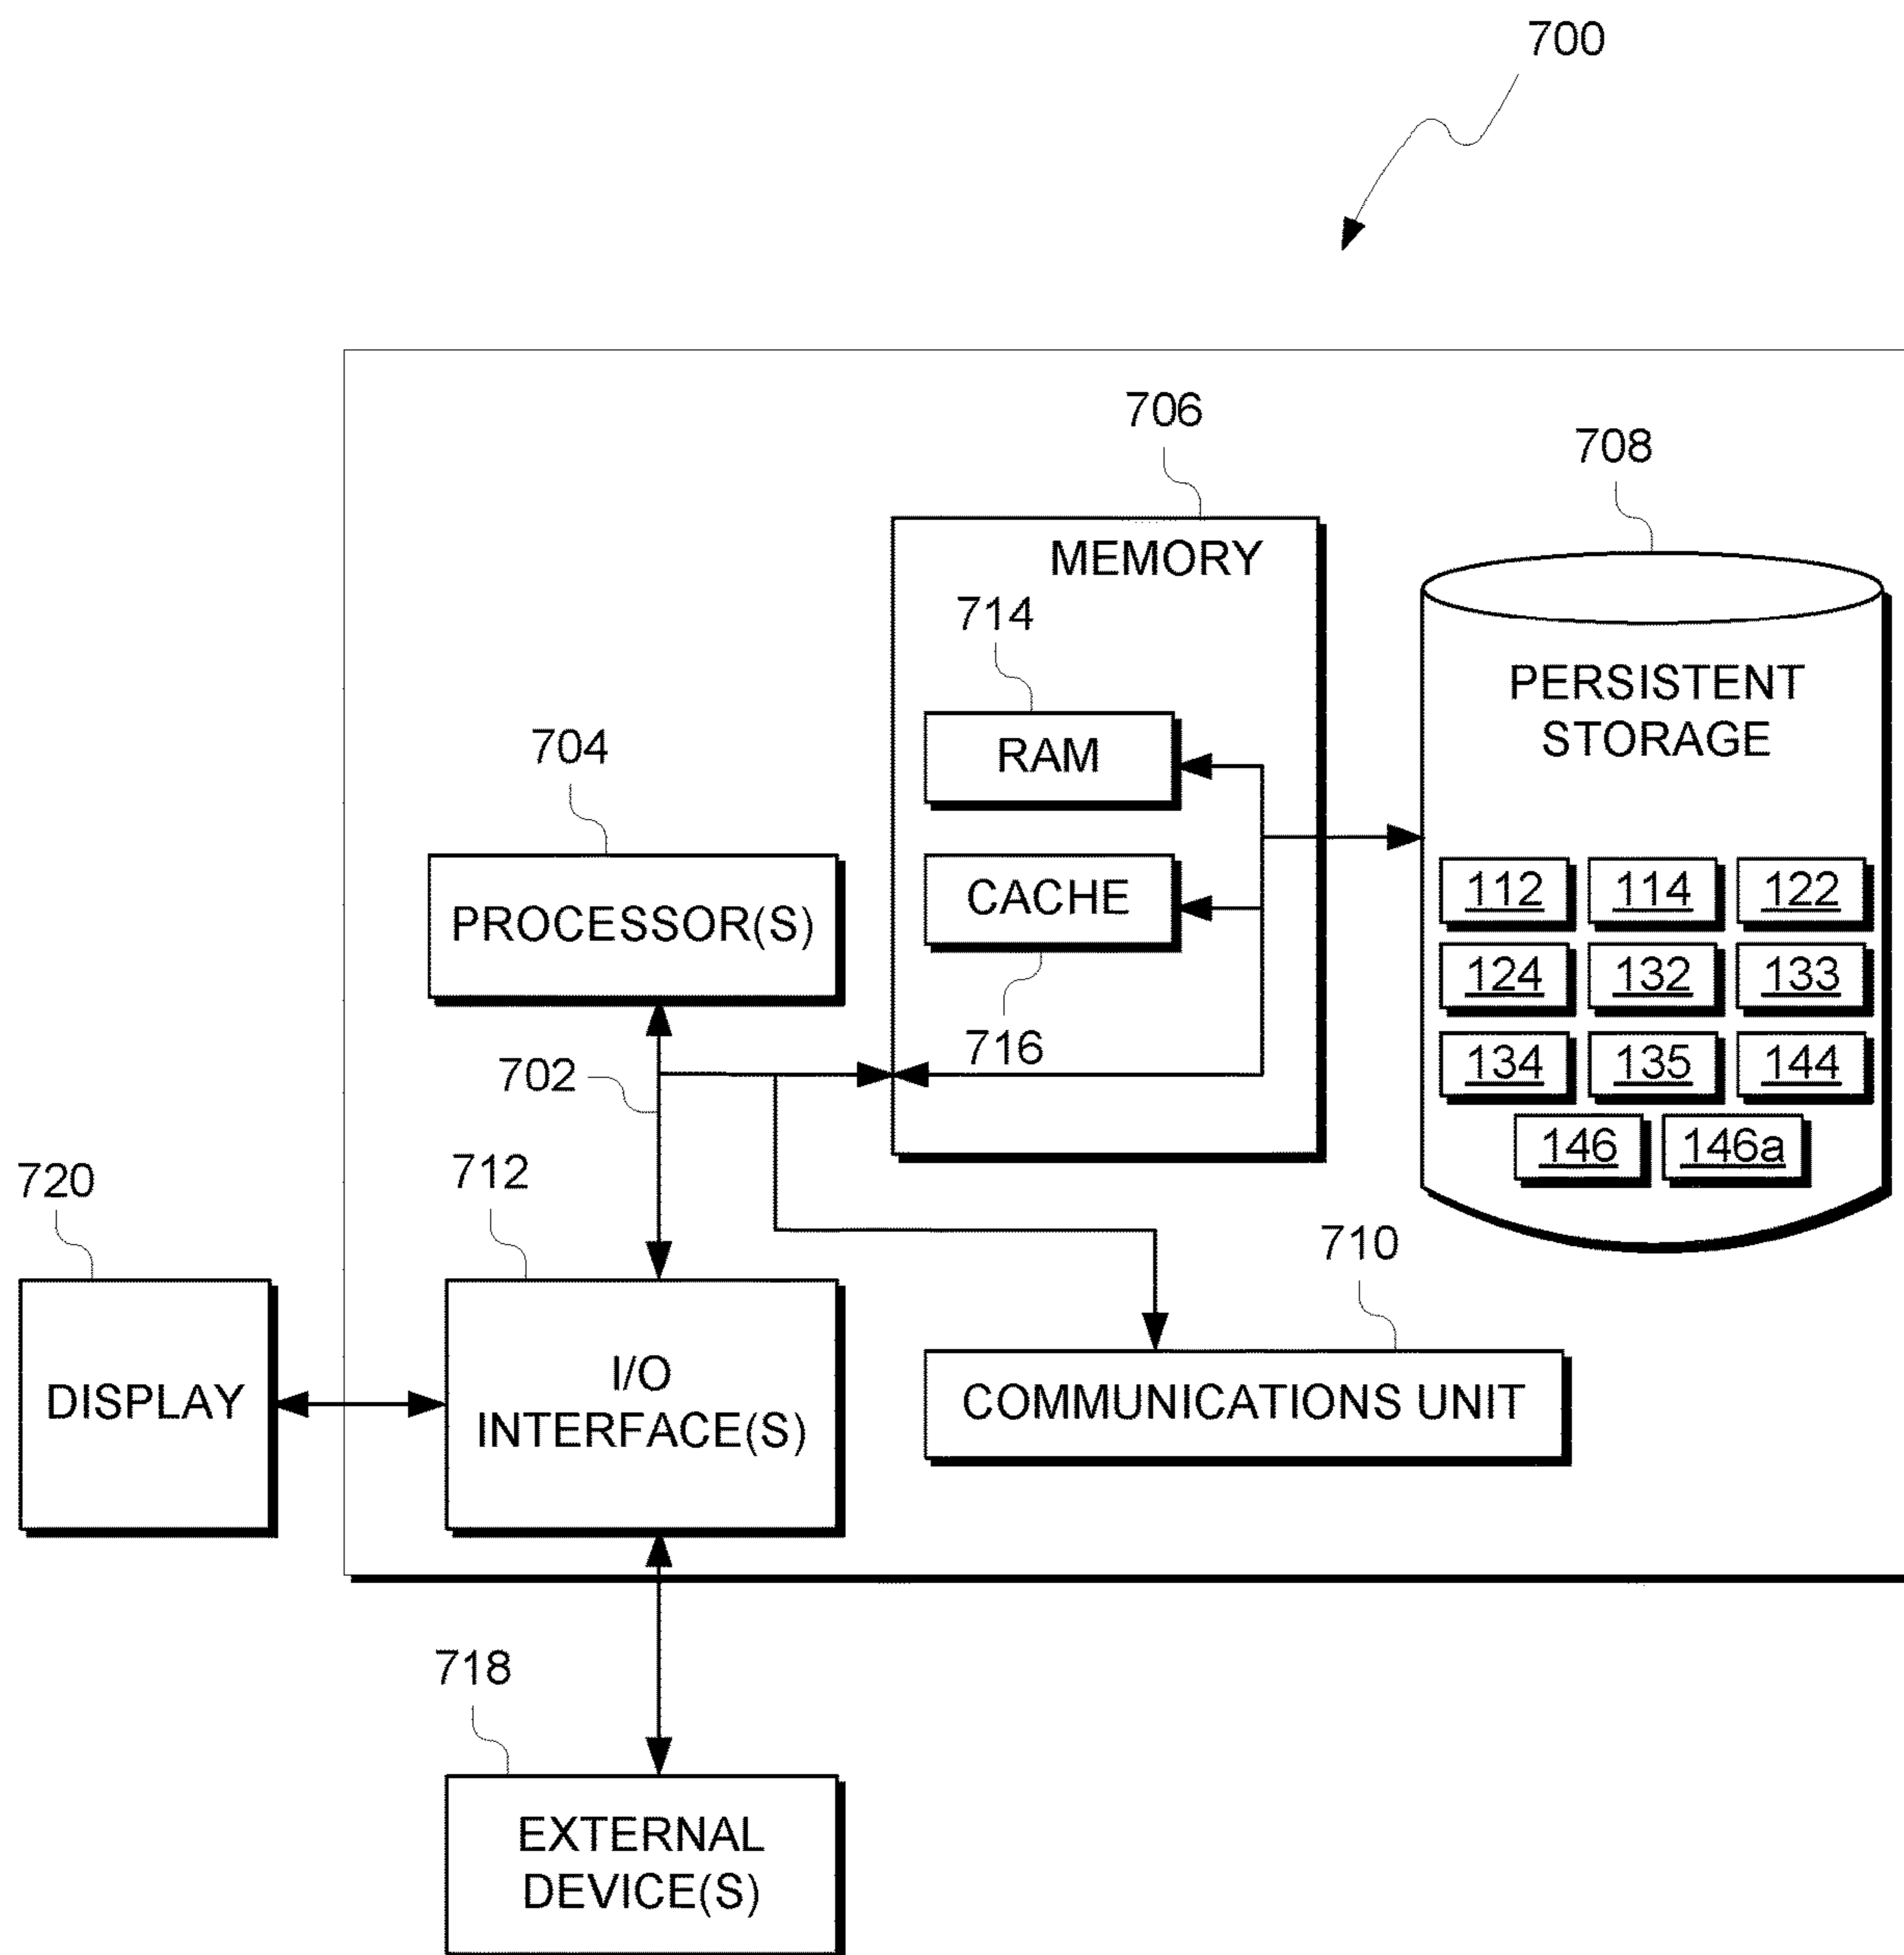 700
706
708
MEMORY
714
PERSISTENT
STORAGE
RAM
704
CACHE
PROCESSOR(S)
112 114 122
124 132 133
134 135 144
146 146a
716
702
712
720
710
I/O
INTERFACE(S)
DISPLAY
COMMUNICATIONS UNIT
718
EXTERNAL
DEVICE(S)